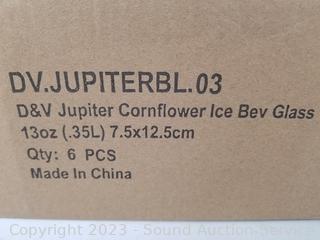 DV.JUPITERBL.03
D&V Jupiter Cornflower Ice Bev Glass
13oz (.35L) 7.5x12.5cm
Qty: 6 PCS
Made In China
Copyright 2023 - Sound Auction Service